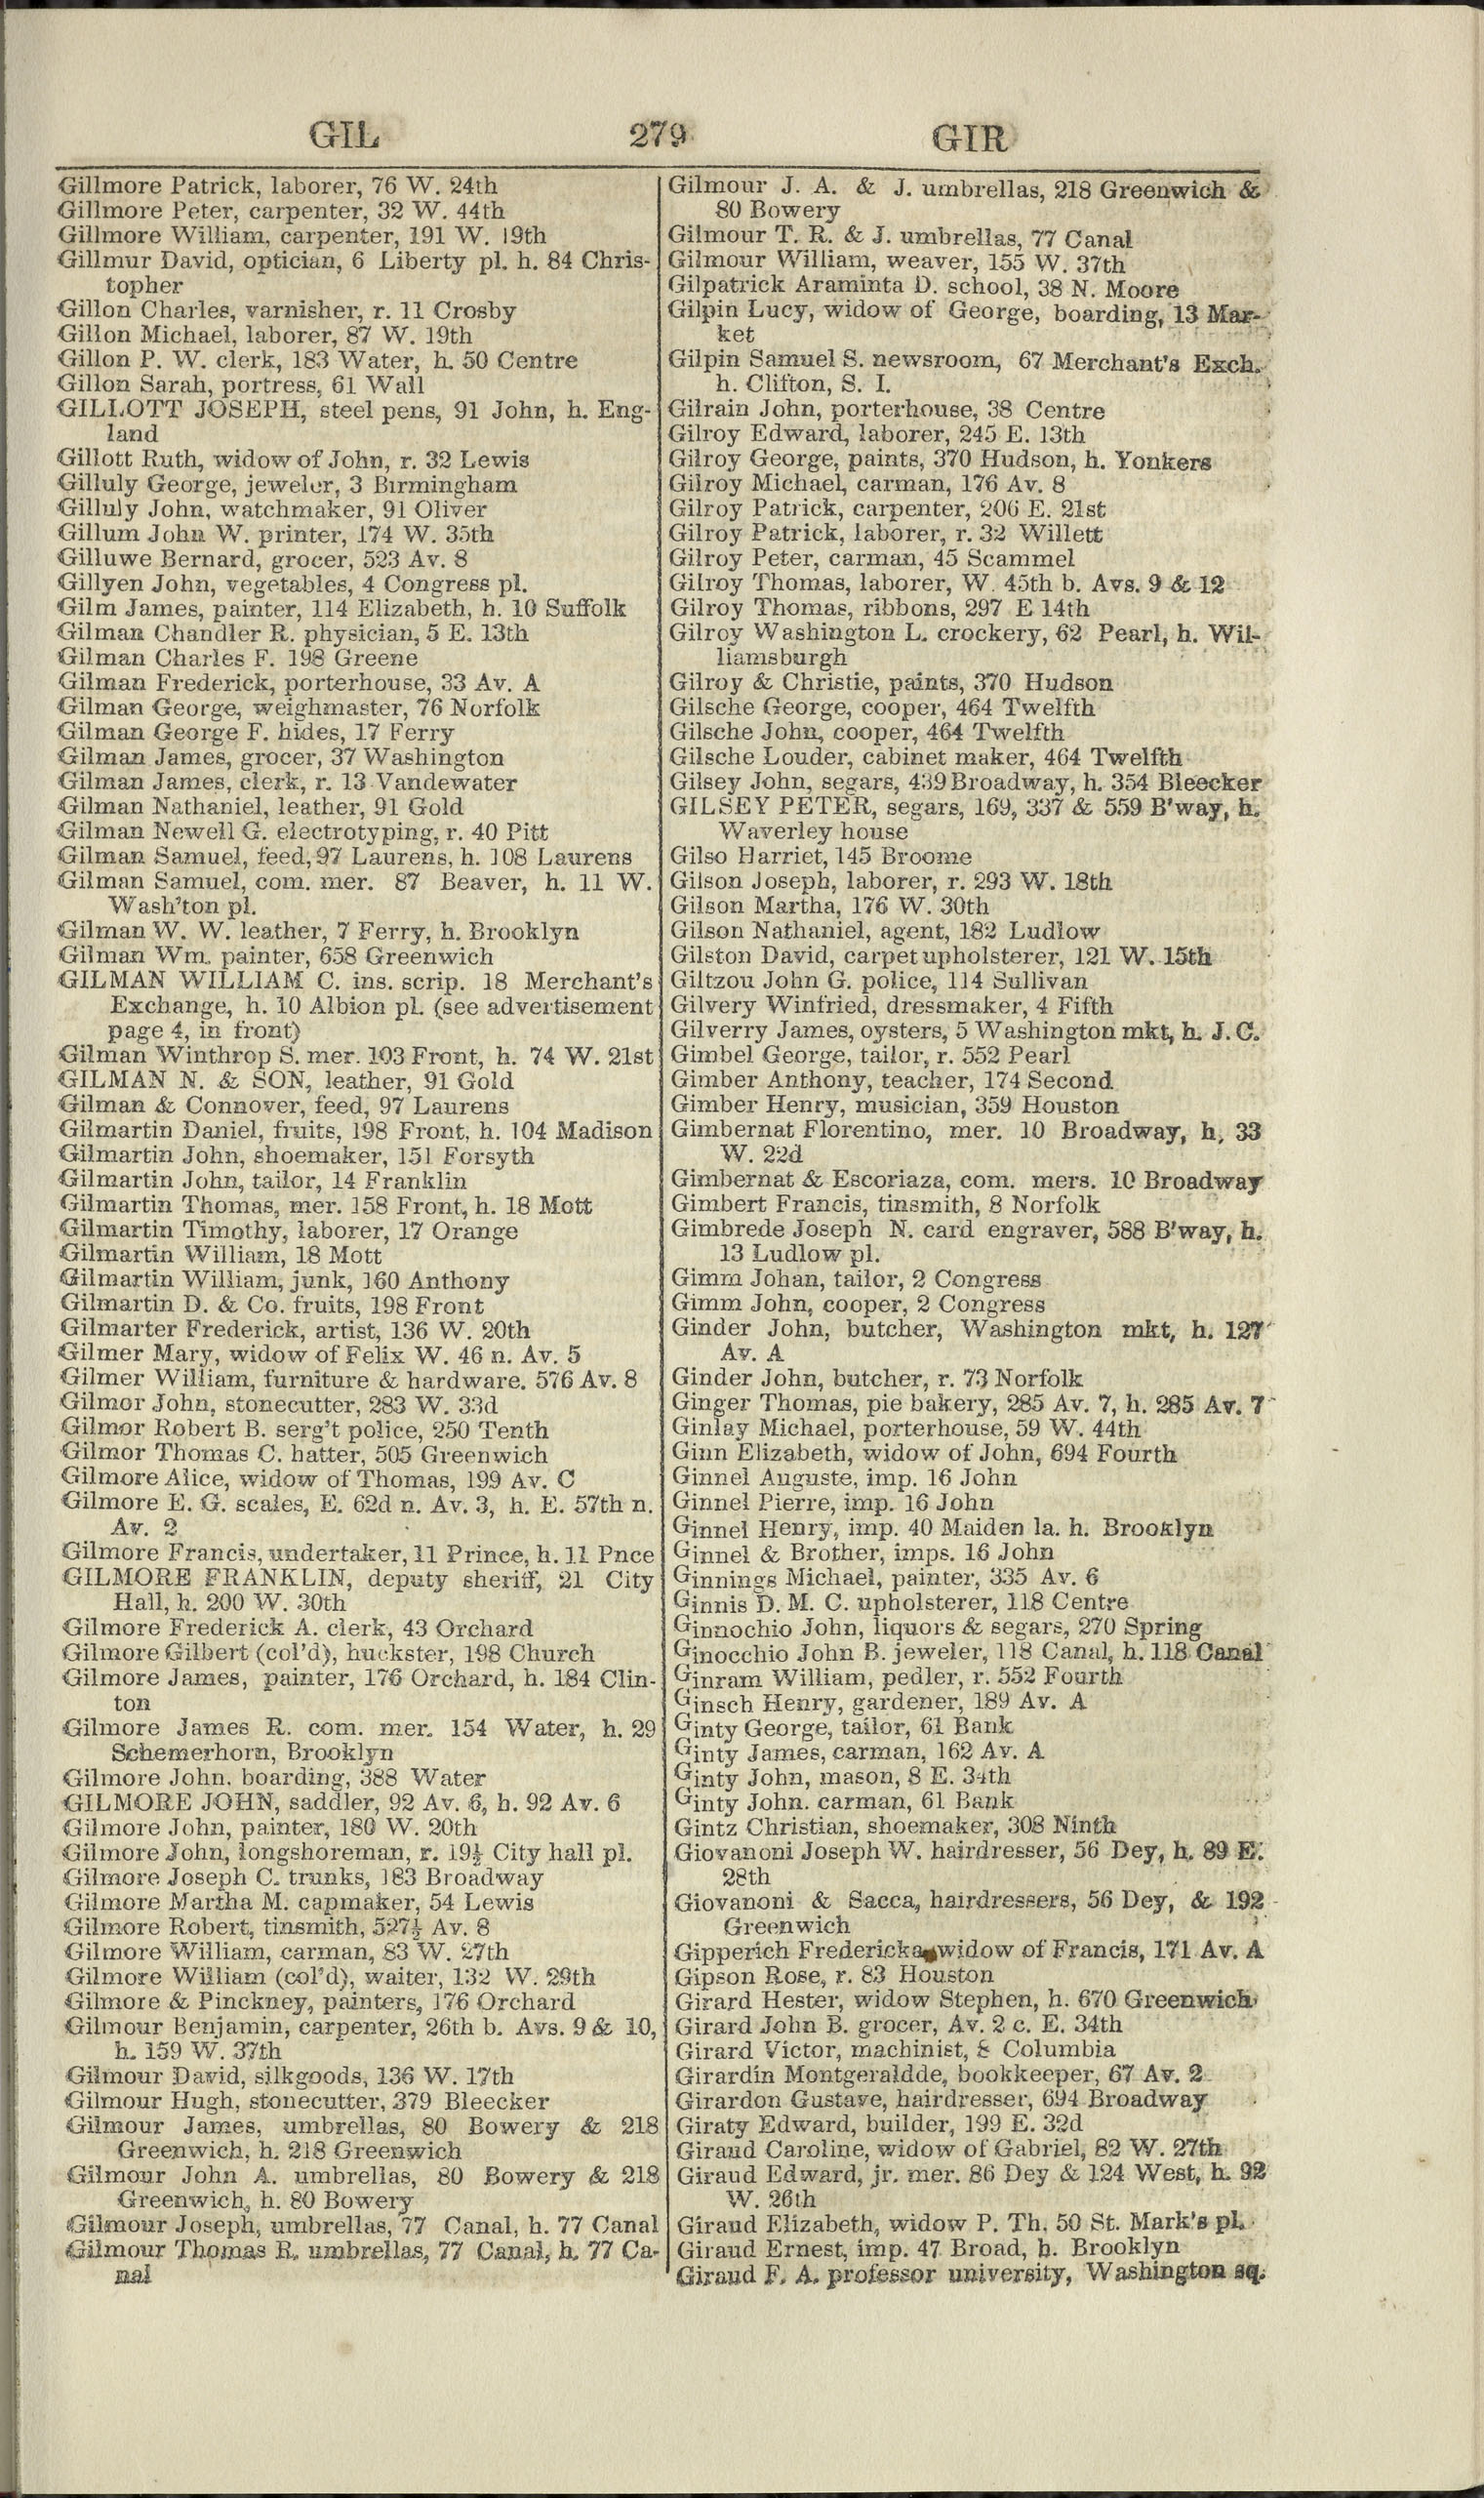 GIL 279 GIR
Gillmore Patrick, laborer, 76 W. 24th
Gillmore Peter, carpenter, 32 W. 44th
Gillmore William, carpenter, 191 W. 19th
Gillmur David, optician, 6 Liberty pl. h. 84 Chris-
topher
Gillon Charles, varnisher, r. 11 Crosby
Gillon Michael, laborer, 87 W. 19th
Gillon P. W. clerk, 183 Water, h. 50 Centre
Gillon Sarah, portress, 61 Wall
GILLOTT JOSEPH, steel pens, 91 John, h. Eng-
land
Gillott Ruth, widow of John, r. 32 Lewis
Gilluly George, jeweler, 3 Birmingham
Gilluly John, watchmaker, 91 Oliver
Gillum John W. printer, 174 W. 35th
Gilluwe Bernard, grocer, 523 Av. 8
Gillyen John, vegetables, 4 Congress pl.
Gilm James, painter, 114 Elizabeth, h. 10 Suffolk
Gilman Chandler R. physician, 5 E. 13th
Gilman Charles F. 198 Greene
Gilman Frederick, porterhouse, 33 Av. A
Gilman George, weighmaster, 76 Norfolk
Gilman George F. hides, 17 Ferry
Gilman James, grocer, 37 Washington
Gilman James, clerk, r. 13 Vandewater
Gilman Nathaniel, leather, 91 Gold
Gilman Newell G. electrotyping, r. 40 Pitt
Gilman Samuel, feed, 97 Laurens, h. 108 Laurens
Gilman Samuel, com. mer. 87 Beaver, h. 11 W.
Wash'ton pl.
Gilman W. W. leather, 7 Ferry, h. Brooklyn
Gilman Wm. painter, 658 Greenwich
GILMAN WILLIAM C. ins. scrip. 18 Merchant's
Exchange, h. 10 Albion pl. (see advertisement
page 4, in front)
Gilman Winthrop S. mer. 103 Front, h. 74 W. 21st
GILMAN N. & SON, leather, 91 Gold
Gilman & Connover, feed, 97 Laurens
Gilmartin Daniel, fruits, 198 Front, h. 104 Madison
Gilmartin John, shoemaker, 151 Forsyth
Gilmartin John, tailor, 14 Franklin
Gilmartin Thomas, mer. 158 Front, h. 18 Mott
Gilmartin Timothy, laborer, 17 Orange
Gilmartin William, 18 Mott
Gilmartin William, junk, 160 Anthony
Gilmartin D. & Co. fruits, 198 Front
Gilmarter Frederick, artist, 136 W. 20th
Gilmer Mary, widow of Felix W. 46 n. Av. 5
Gilmer William, furniture & hardware. 576 Av. 8
Gilmor John, stonecutter, 283 W. 33d
Gilmor Robert B. serg't police, 250 Tenth
Gilmor Thomas C. hatter, 505 Greenwich
Gilmore Alice, widow of Thomas, 199 Av. C
Gilmore E. G. scales, E. 62d n. Av. 3, h. E. 57th n.
Av. 2
Gilmore Francis, undertaker, 11 Prince, h. 11 Pnce
GILMORE FRANKLIN, deputy sheriff, 21 City
Hall, h. 200 W. 30th
Gilmore Frederick A. clerk, 43 Orchard
Gilmore Gilbert (col'd), huckster, 198 Church
Gilmore James, painter, 176 Orchard, h. 184 Clin-
ton
Gilmore James R. com. mer. 154 Water, h. 29
Schemerhorn, Brooklyn
Gilmore John. boarding, 388 Water
GILMORE JOHN, saddler, 92 Av. 6, h. 92 Av. 6
Gilmore John, painter, 180 W. 20th
Gilmore John, longshoreman, r. 19½ City hall pl.
Gilmore Joseph C. trunks, 183 Broadway
Gilmore Martha M. capmaker, 54 Lewis
Gilmore Robert, tinsmith, 527½ Av. 8
Gilmore William, carman, 83 W. 27th
Gilmore William (col'd), waiter, 132 W. 29th
Gilmore & Pinckney, painters, 176 Orchard
Gilmour Benjamin, carpenter, 26th b. Avs. 9 & 10,
h. 159 W. 37th
Gilmour David, silkgoods, 136 W. 17th
Gilmour Hugh, stonecutter, 379 Bleecker
Gilmour James, umbrellas, 80 Bowery & 218
Greenwich, h. 218 Greenwich
Gilmour John A. umbrellas, 80 Bowery & 218
Greenwich, h. 80 Bowery
Gilmour Joseph, umbrellas, 77 Canal, h. 77 Canal
Gilmour Thomas R. umbrellas, 77 Canal, h. 77 Ca-
nal
Gilmour J. A. & J. umbrellas, 218 Greenwich &
80 Bowery
Gilmour T. R. & J. umbrellas, 77 Canal
Gilmour William, weaver, 155 W. 37th
Gilpatrick Araminta D. school, 38 N. Moore
Gilpin Lucy, widow of George, boarding, 13 Mar-
ket
Gilpin Samuel S. newsroom, 67 Merchant's Exch.
h. Clifton, S. I.
Gilrain John, porterhouse, 38 Centre
Gilroy Edward, laborer, 245 E. 13th
Gilroy George, paints, 370 Hudson, h. Yonkers
Gilroy Michael, carman, 176 Av. 8
Gilroy Patrick, carpenter, 206 E. 21st
Gilroy Patrick, laborer, r. 32 Willett
Gilroy Peter, carman, 45 Scammel
Gilroy Thomas, laborer, W. 45th b. Avs. 9 & 12
Gilroy Thomas, ribbons, 297 E 14th
Gilroy Washington L. crockery, 62 Pearl, h. Wil-
liamsburgh
Gilroy & Christie, paints, 370 Hudson
Gilsche George, cooper, 464 Twelfth
Gilsche John, cooper, 464 Twelfth
Gilsche Louder, cabinet maker, 464 Twelfth
Gilsey John, segars, 439 Broadway, h. 354 Bleecker
GILSEY PETER, segars, 169, 337 & 559 B'way, h.
Waverley house
Gilso Harriet, 145 Broome
Gilson Joseph, laborer, r. 293 W. 18th
Gilson Martha, 176 W. 30th
Gilson Nathaniel, agent, 182 Ludlow
Gilston David, carpet upholsterer, 121 W. 15th
Giltzou John G. police, 114 Sullivan
Gilvery Winfried, dressmaker, 4 Fifth
Gilverry James, oysters, 5 Washington mkt, h. J. C.
Gimbel George, tailor, r. 552 Pearl
Gimber Anthony, teacher, 174 Second
Gimber Henry, musician, 359 Houston
Gimbernat Florentino, mer. 10 Broadway, h, 33
W. 22d
Gimbernat & Escoriaza, com. mers. 10 Broadway
Gimbert Francis, tinsmith, 8 Norfolk
Gimbrede Joseph N. card engraver, 588 B'way, h.
13 Ludlow pl.
Gimm Johan, tailor, 2 Congress
Gimm John, cooper, 2 Congress
Ginder John, butcher, Washington mkt, h. 127
Av. A
Ginder John, butcher, r. 73 Norfolk
Ginger Thomas, pie bakery, 285 Av. 7, h. 285 Av. 7
Ginlay Michael, porterhouse, 59 W. 44th
Ginn Elizabeth, widow of John, 694 Fourth
Ginnel Auguste, imp. 16 John
Ginnel Pierre, imp. 16 John
Ginnel Henry, imp. 40 Maiden la. h. Brooklyn
Ginnel & Brother, imps. 16 John
Ginnings Michael, painter, 335 Av. 6
Ginnis D. M. C. upholsterer, 118 Centre
Ginnochio John, liquors & segars, 270 Spring
Ginocchio John B. jeweler, 118 Canal, h. 118 Canal
Ginram William, pedler, r. 552 Fourth
Ginsch Henry, gardener, 189 Av. A
Ginty George, tailor, 61 Bank
Ginty James, carman, 162 Av. A
Ginty John, mason, 8 E. 34th
Ginty John. carman, 61 Bank
Gintz Christian, shoemaker, 308 Ninth
Giovanoni Joseph W. hairdresser, 56 Dey, h. 89 E.
28th
Giovanoni & Sacca, hairdressers, 56 Dey, & 192
Greenwich
Gipperich Fredericka widow of Francis, 171 Av. A
Gipson Rose, r. 83 Houston
Girard Hester, widow Stephen, h. 670 Greenwich
Girard John B. grocer, Av. 2 c. E. 34th
Girard Victor, machinist, 8 Columbia
Girardin Montgeraldde, bookkeeper, 67 Av. 2
Girardon Gustave, hairdresser, 694 Broadway
Giraty Edward, builder, 199 E. 32d
Giraud Caroline, widow of Gabriel, 82 W. 27th
Giraud Edward, jr. mer. 86 Dey & 124 West, h. 92
W. 26th
Giraud Elizabeth, widow P. Th. 50 St. Mark's pl.
Giraud Ernest, imp. 47 Broad, h. Brooklyn
Giraud F. A. professor university, Washington sq.